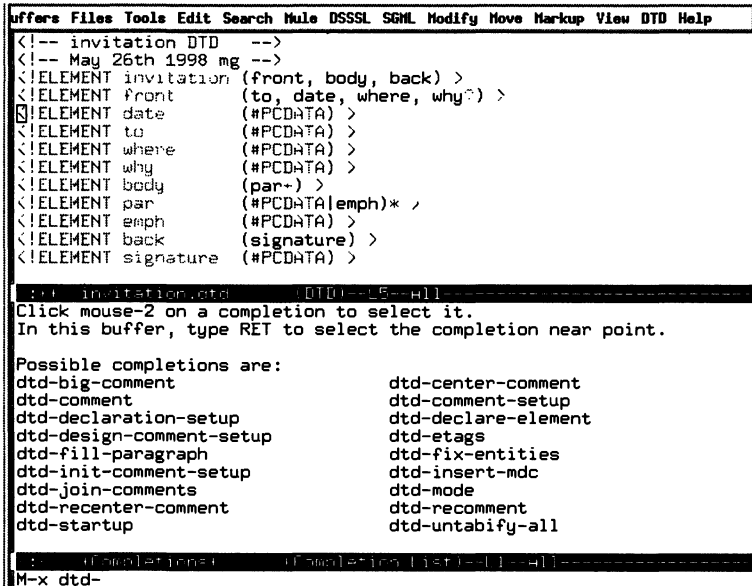 uffers Files Tools Edit Search Mule DSSSL SGML Modify Move Markup View DTD Help
<!-- invitation DTD -->
<!-- May 26th 1998 mg -->
<!ELEMENT invitation (front, body, back) >
<!ELEMENT front (to, date, where, why?) >
<!ELEMENT date (#PCDATA) >
<!ELEMENT to (#PCDATA) >
<!ELEMENT where (#PCDATA) >
<!ELEMENT why (#PCDATA) >
<!ELEMENT body (par+) >
<!ELEMENT par (#PCDATA|emph)* >
<!ELEMENT emph (#PCDATA) >
<!ELEMENT back (signature) >
<!ELEMENT signature (#PCDATA) >
invitation.dtd (DTD)--L5--All
Click mouse-2 on a completion to select it.
In this buffer, type RET to select the completion near point.
Possible completions are:
dtd-big-comment dtd-center-comment
dtd-comment dtd-comment-setup
dtd-declaration-setup dtd-declare-element
dtd-design-comment-setup dtd-etags
dtd-fill-paragraph dtd-fix-entities
dtd-init-comment-setup dtd-insert-mdc
dtd-join-comments dtd-mode
dtd-recenter-comment dtd-recomment
dtd-startup dtd-untabify-all
*Completions* (Completion List)--L1--All
M-x dtd-